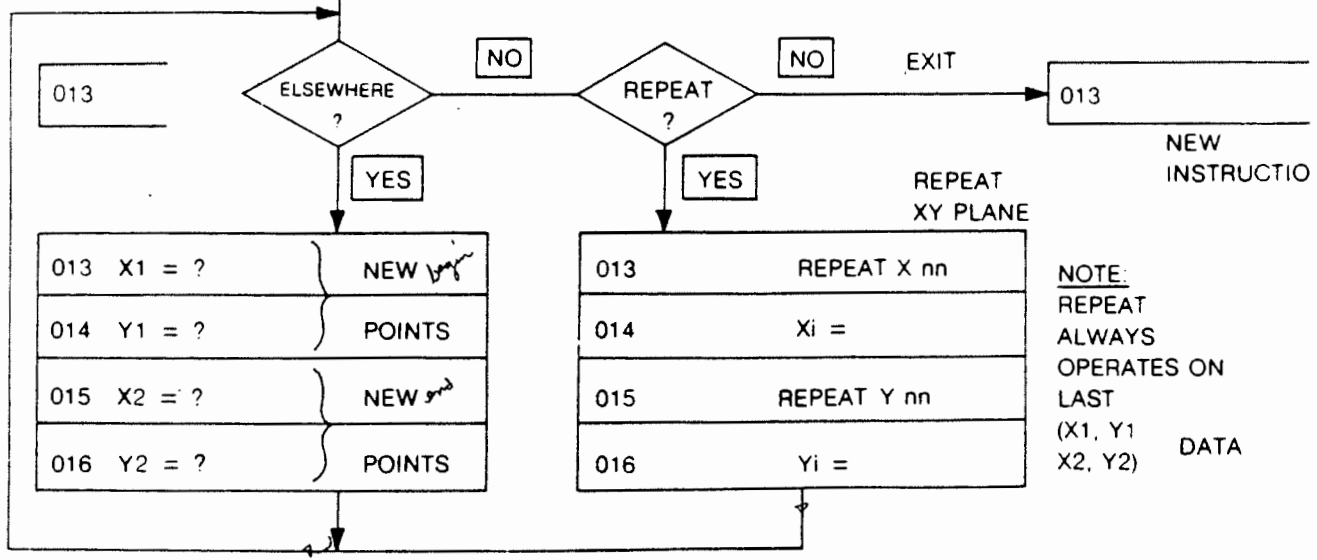 013
ELSEWHERE
?
NO
REPEAT
?
NO
EXIT
013
NEW
INSTRUCTIO
YES
YES
REPEAT
XY PLANE
013 X1 = ? NEW begin
014 Y1 = ? POINTS
015 X2 = ? NEW end
016 Y2 = ? POINTS
013 REPEAT X nn
014 Xi =
015 REPEAT Y nn
016 Yi =
NOTE:
REPEAT
ALWAYS
OPERATES ON
LAST
(X1, Y1
X2, Y2) DATA